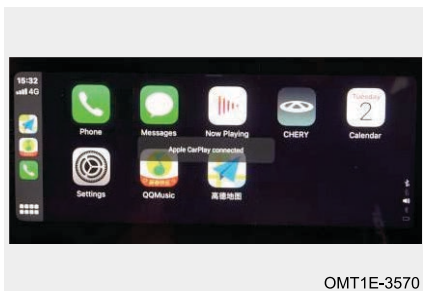 15:32
4G
Phone
Messages
Now Playing
CHERY
Tuesday
2
Calendar
Apple CarPlay connected
Settings
QQMusic
高德地图
OMT1E-3570